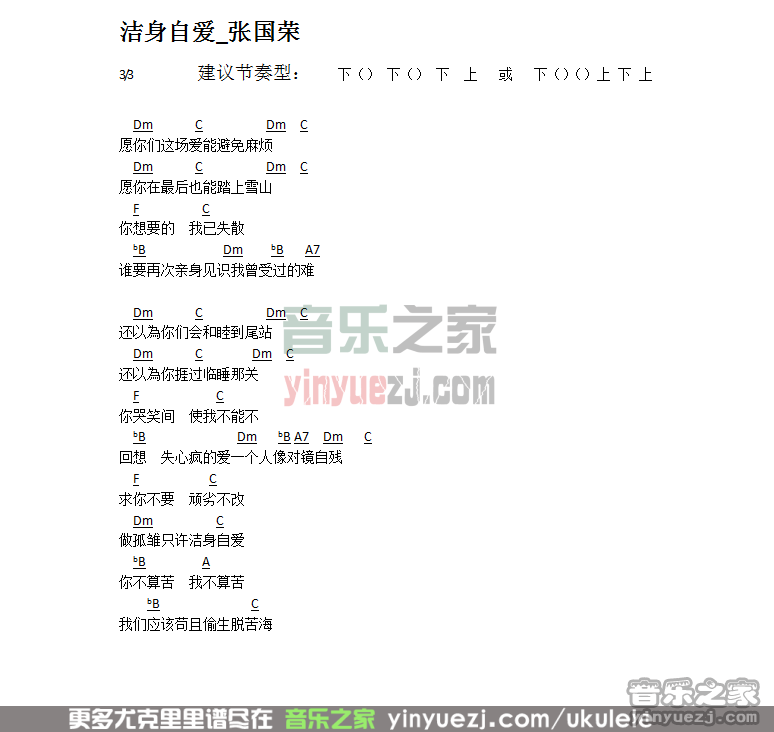 洁身自爱_张国荣
3/3 建议节奏型： 下（） 下（） 下 上 或 下（）（）上 下 上
Dm C Dm C
愿你们这场爱能避免麻烦
Dm C Dm C
愿你在最后也能踏上雪山
F C
你想要的 我已失散
bB Dm bB A7
谁要再次亲身见识我曾受过的难
Dm C Dm C
还以為你们会和睦到尾站
Dm C Dm C
还以為你捱过临睡那关
F C
你哭笑间 使我不能不
bB Dm bB A7 Dm C
回想 失心疯的爱一个人像对镜自残
F C
求你不要 顽劣不改
Dm C
做孤雏只许洁身自爱
bB A
你不算苦 我不算苦
bB C
我们应该苟且偷生脱苦海
音乐之家
yinyuezj.com
音乐之家
yinyuezj.com
更多尤克里里谱尽在 音乐之家 yinyuezj.com/ukulele